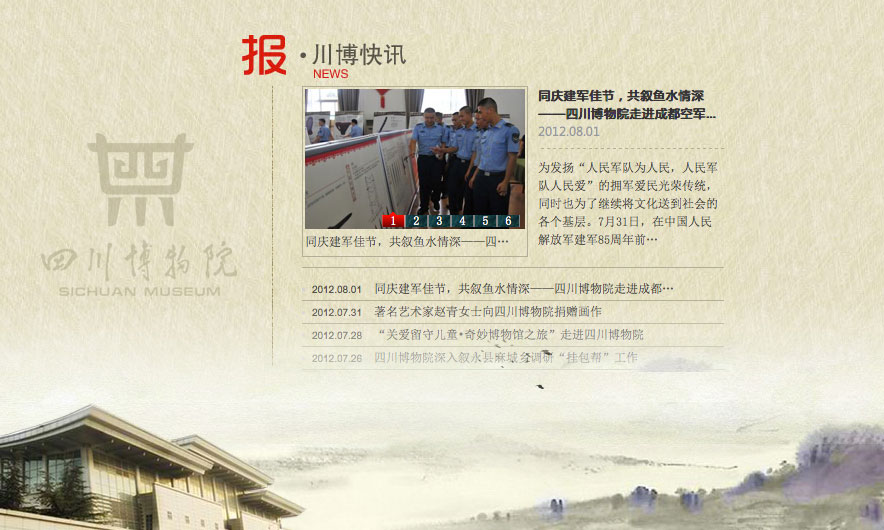 报
·川博快讯
NEWS
同庆建军佳节，共叙鱼水情深
——四川博物院走进成都空军...
2012.08.01
为发扬“人民军队为人民，人民军
队人民爱”的拥军爱民光荣传统，
同时也为了继续将文化送到社会的
各个基层。7月31日，在中国人民
解放军建军85周年前…
1 2 3 4 5 6
同庆建军佳节，共叙鱼水情深——四…
四川博物院
SICHUAN MUSEUM
2012.08.01 同庆建军佳节，共叙鱼水情深——四川博物院走进成都…
2012.07.31 著名艺术家赵青女士向四川博物院捐赠画作
2012.07.28 “关爱留守儿童•奇妙博物馆之旅”走进四川博物院
2012.07.26 四川博物院深入叙永县麻城乡调研“挂包帮”工作